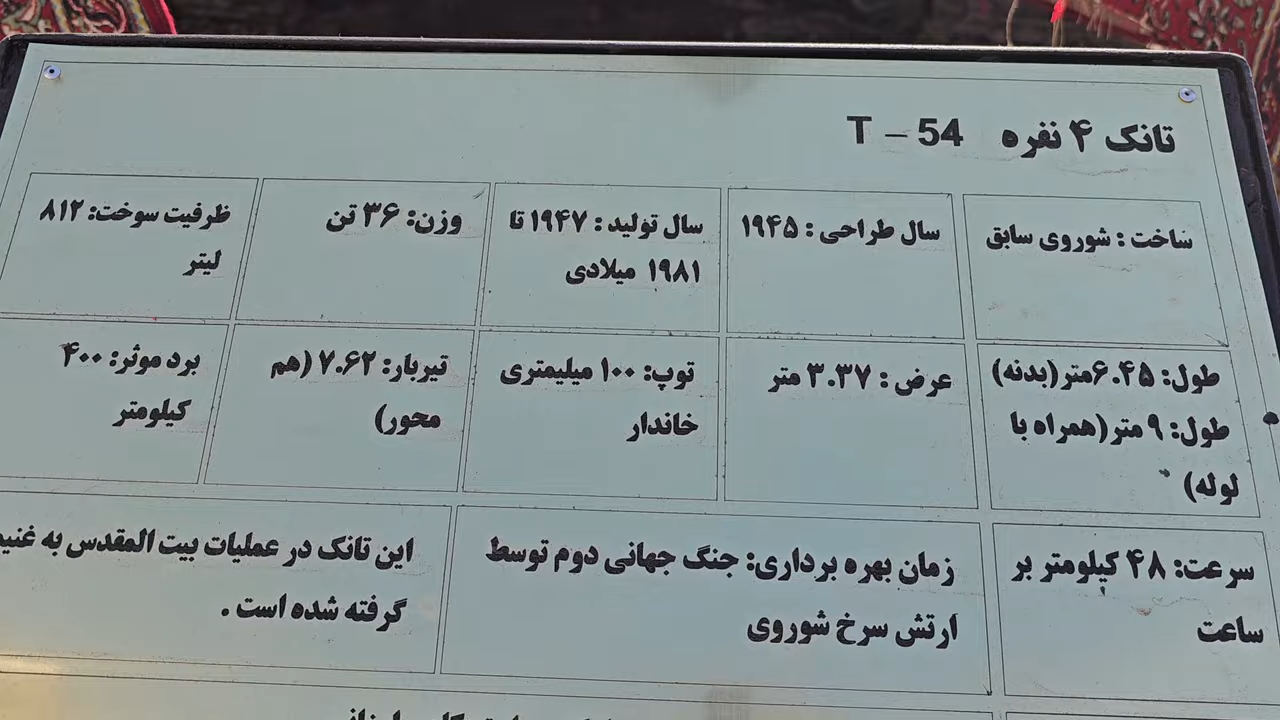 تانک ۴ نفره T – 54
ساخت : شوروی سابق
سال طراحی : ۱۹۴۵
سال تولید : ۱۹۴۷ تا
۱۹۸۱ میلادی
وزن: ۳۶ تن
ظرفیت سوخت: ۸۱۲
لیتر
طول: ۶.۴۵متر(بدنه)
طول: ۹ متر(همراه با
لوله)
عرض : ۳.۳۷ متر
توپ: ۱۰۰ میلیمتری
خاندار
تیربار: ۷.۶۲ (هم
محور)
برد موثر: ۴۰۰
کیلومتر
سرعت: ۴۸ کیلومتر بر
ساعت
زمان بهره برداری: جنگ جهانی دوم توسط
ارتش سرخ شوروی
این تانک در عملیات بیت المقدس به
گرفته شده است .